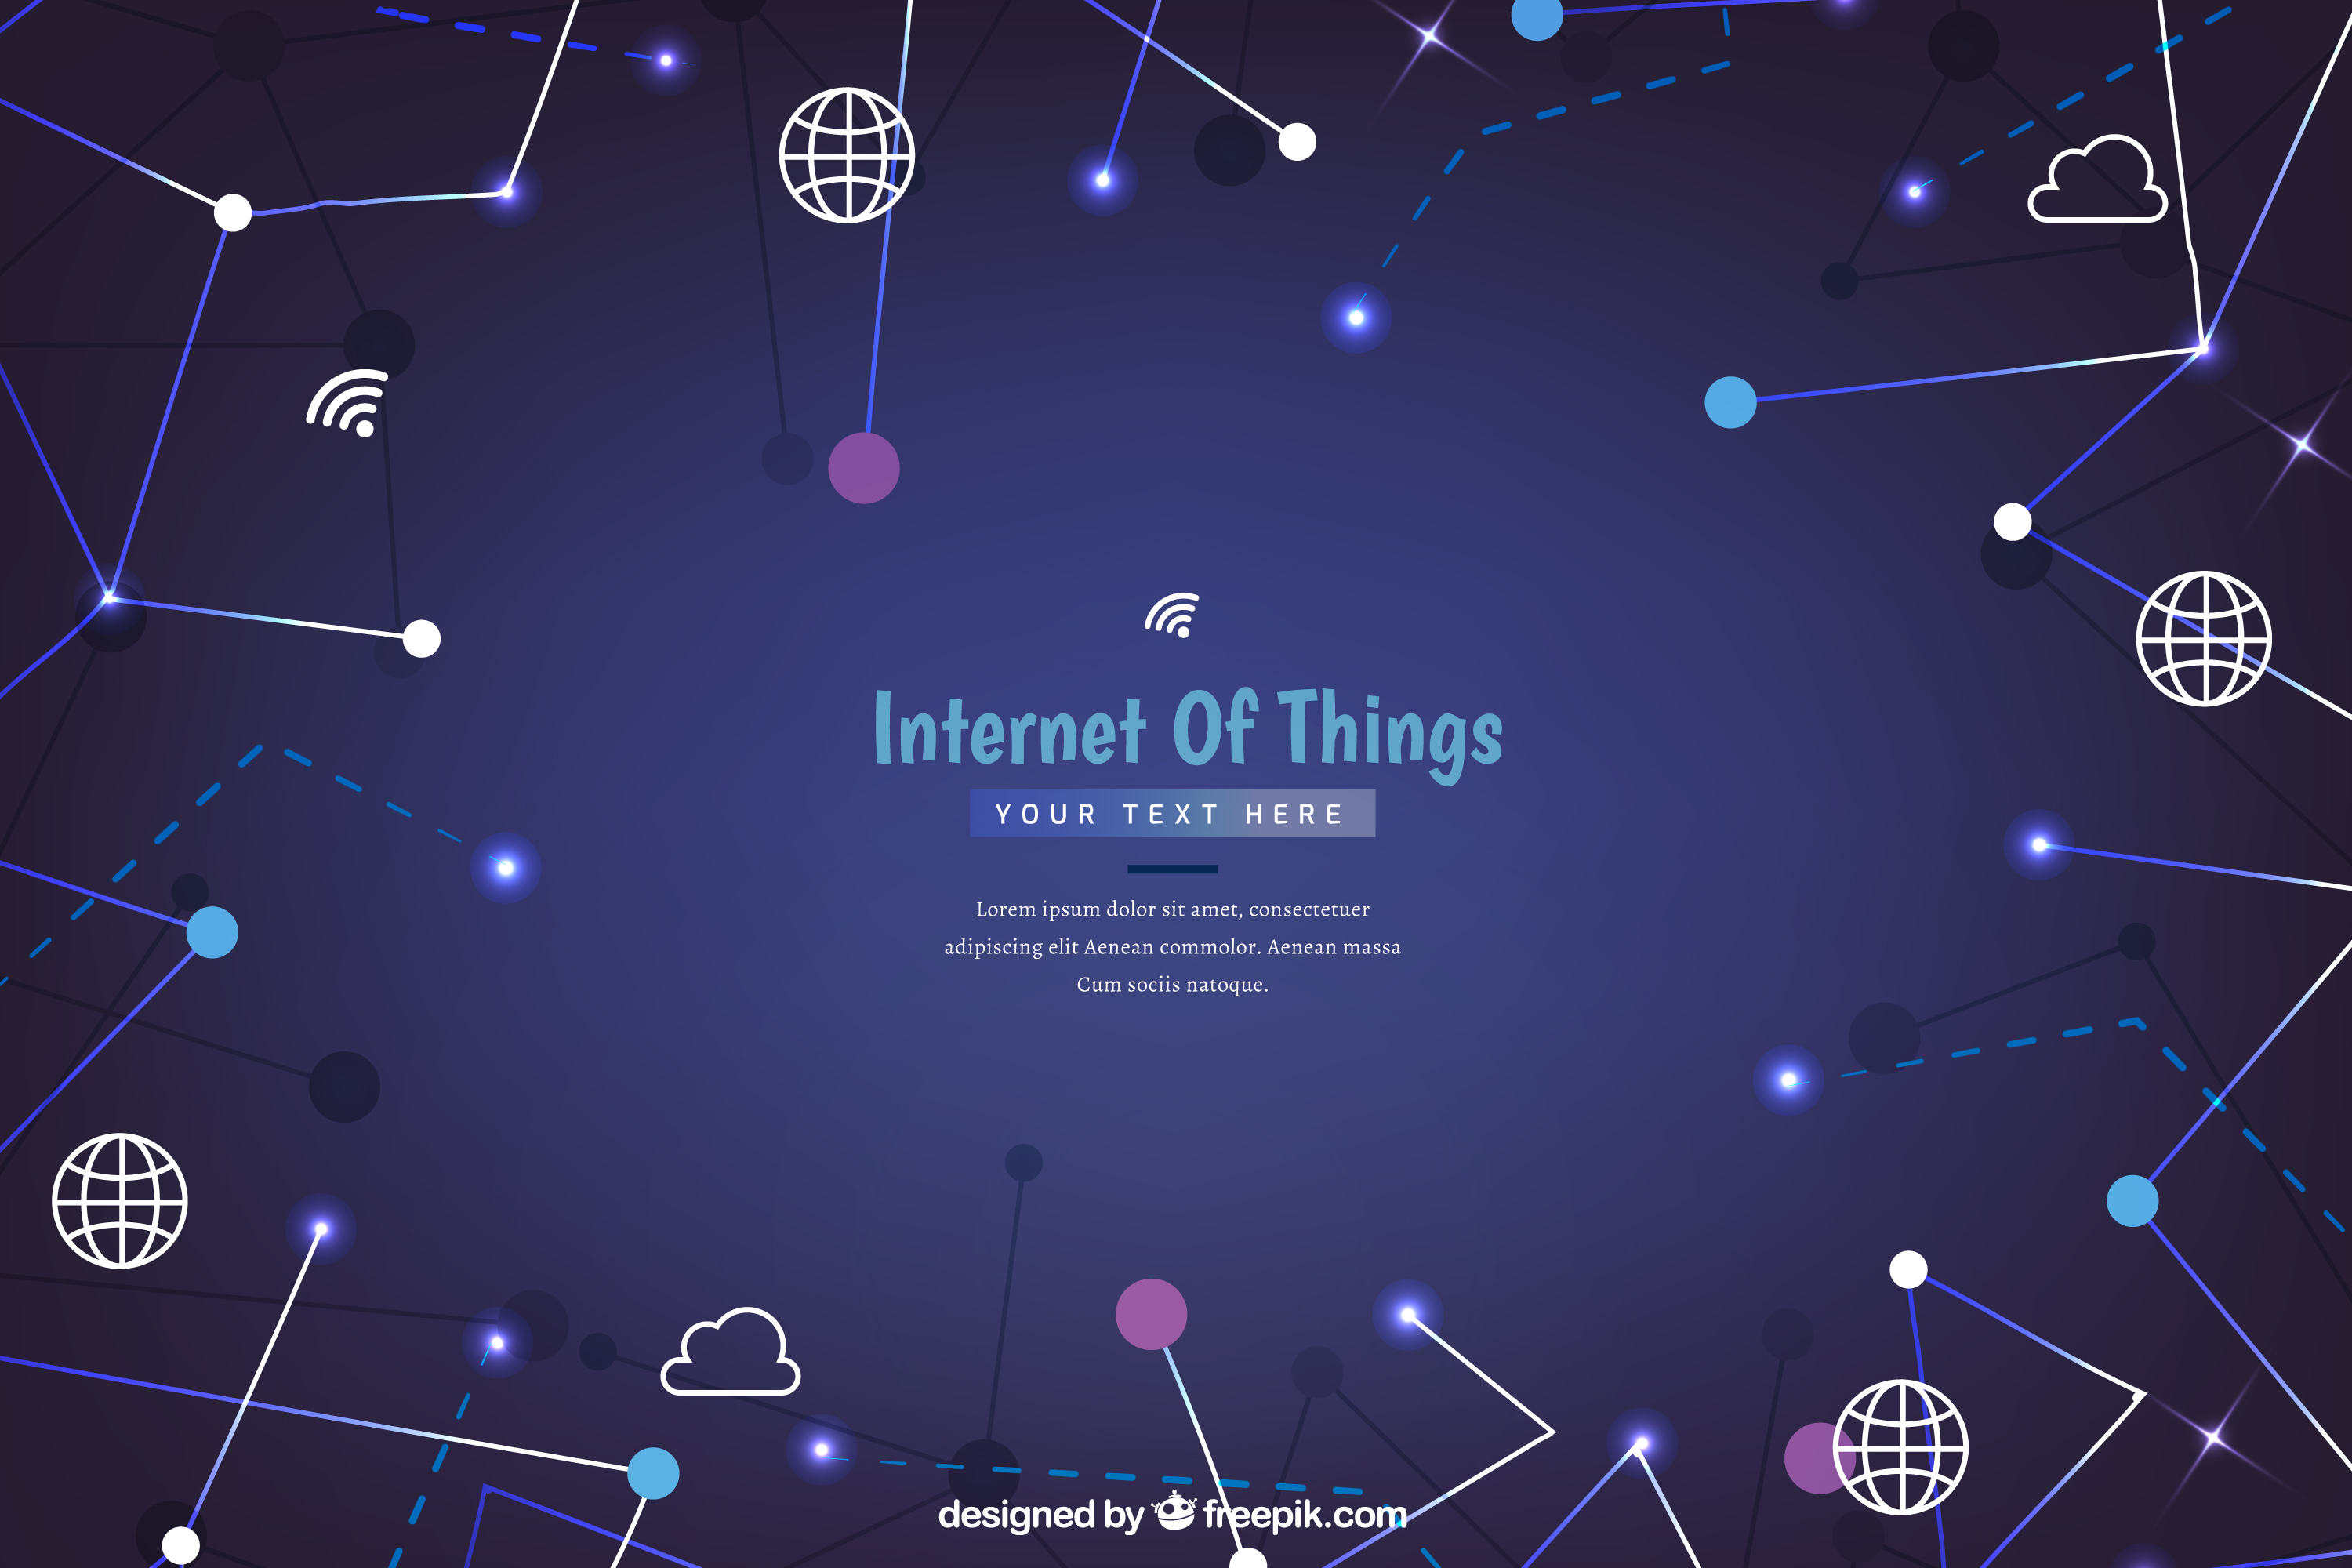 Internet Of Things
YOUR TEXT HERE
Lorem ipsum dolor sit amet, consectetuer
adipiscing elit Aenean commolor. Aenean massa
Cum sociis natoque.
designed by freepik.com